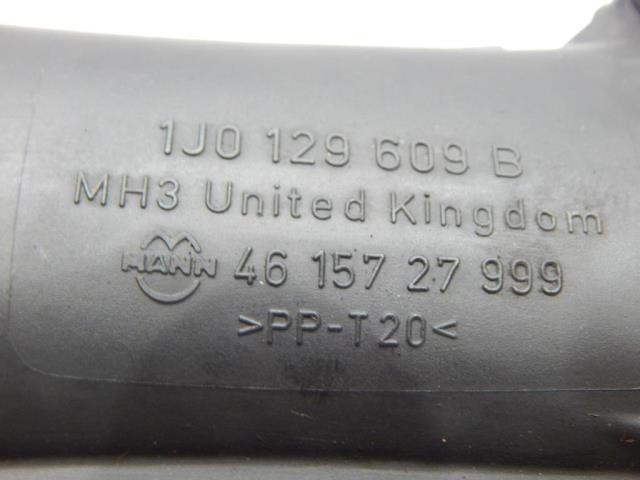 1J0 129 609 B
MH3 United Kingdom
MANN 46 157 27 999
>PP-T20<